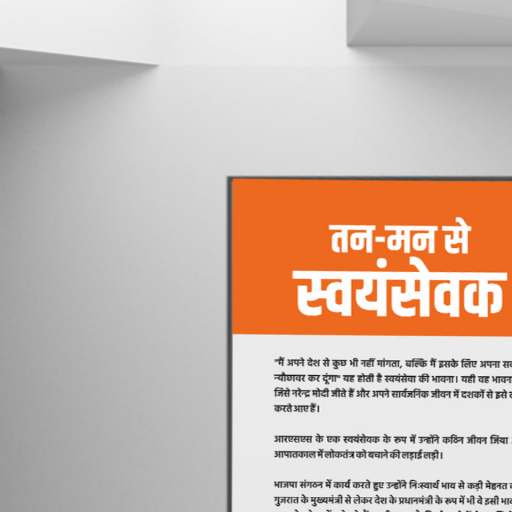 तन-मन से
स्वयंसेवक
"मैं अपने देश से कुछ भी नहीं मांगता, बल्कि मैं इसके लिए अपना
न्यौछावर कर दूंगा" यह होती है स्वयंसेवा की भावना। यही वह
जिसे नरेन्द्र मोदी जीते हैं और अपने सार्वजनिक जीवन में दशकों से इसे
करते आए हैं।
आरएसएस के एक स्वयंसेवक के रूप में उन्होंने कठिन जीवन जिया
आपातकाल में लोकतंत्र को बचाने की लड़ाई लड़ी।
भाजपा संगठन में कार्य करते हुए उन्होंने निःस्वार्थ भाव से कड़ी मेहनत
गुजरात के मुख्यमंत्री से लेकर देश के प्रधानमंत्री के रूप में भी वे इसी